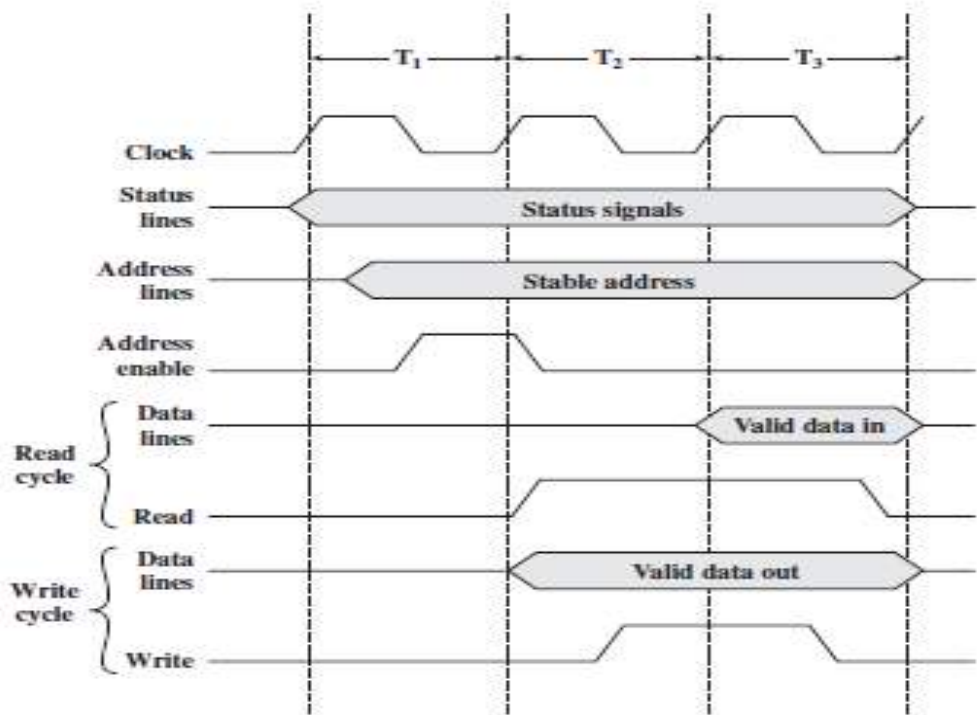 T₁ T₂ T₃
Clock
Status
lines
Status signals
Address
lines
Stable address
Address
enable
Read
cycle
Data
lines
Valid data in
Read
Write
cycle
Data
lines
Valid data out
Write